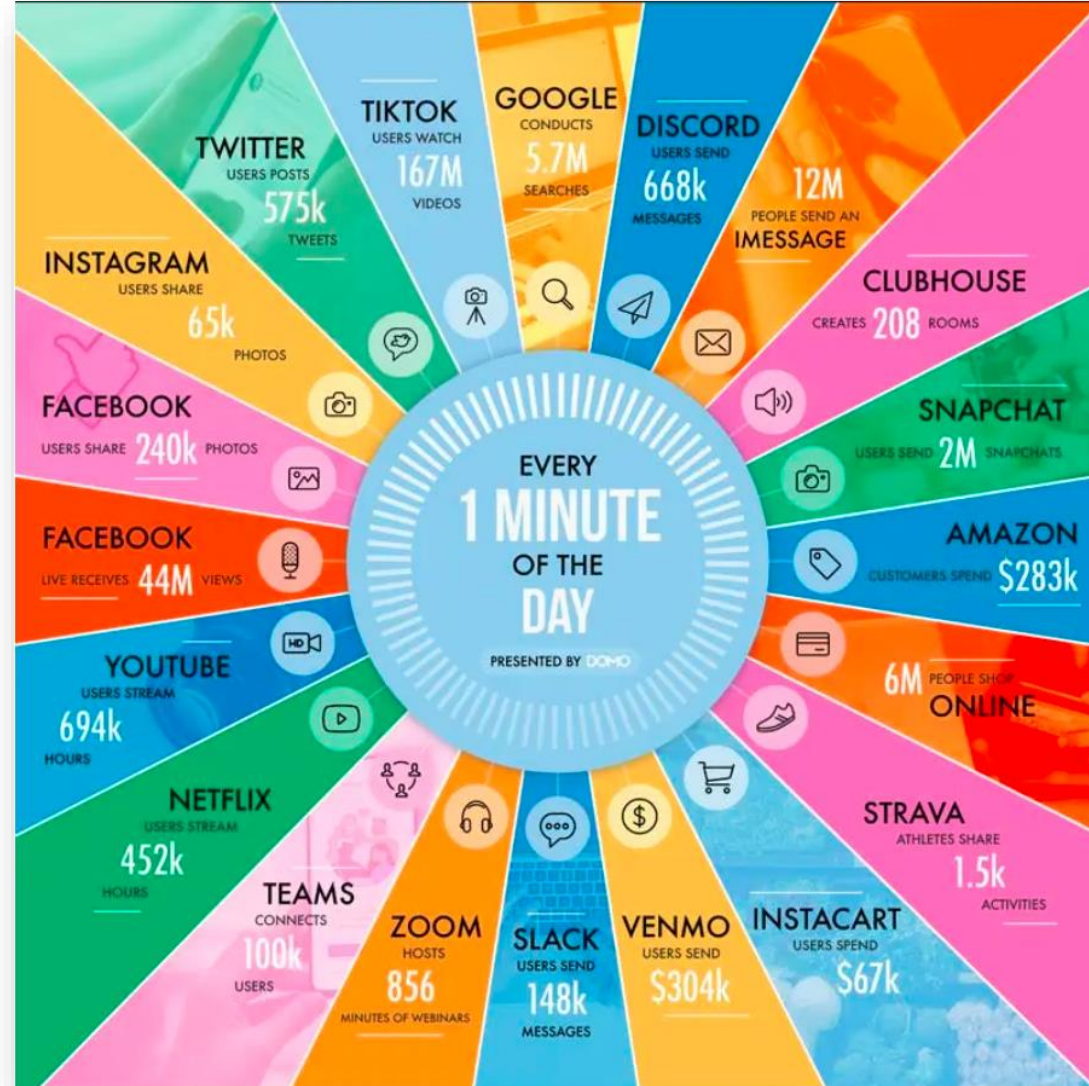 TIKTOK
USERS WATCH
167M
VIDEOS
GOOGLE
CONDUCTS
5.7M
SEARCHES
DISCORD
USERS SEND
668k
MESSAGES
12M
PEOPLE SEND AN
IMESSAGE
CLUBHOUSE
CREATES 208 ROOMS
SNAPCHAT
USERS SEND 2M SNAPCHATS
AMAZON
CUSTOMERS SPEND $283k
6M PEOPLE SHOP
ONLINE
STRAVA
ATHLETES SHARE
1.5k
ACTIVITIES
INSTACART
USERS SPEND
$67k
VENMO
USERS SEND
$304k
SLACK
USERS SEND
148k
MESSAGES
ZOOM
HOSTS
856
MINUTES OF WEBINARS
TEAMS
CONNECTS
100k
USERS
NETFLIX
USERS STREAM
452k
HOURS
YOUTUBE
USERS STREAM
694k
HOURS
HD
FACEBOOK
LIVE RECEIVES 44M VIEWS
FACEBOOK
USERS SHARE 240k PHOTOS
INSTAGRAM
USERS SHARE
65k
PHOTOS
TWITTER
USERS POSTS
575k
TWEETS
EVERY
1 MINUTE
OF THE
DAY
PRESENTED BY DOMO